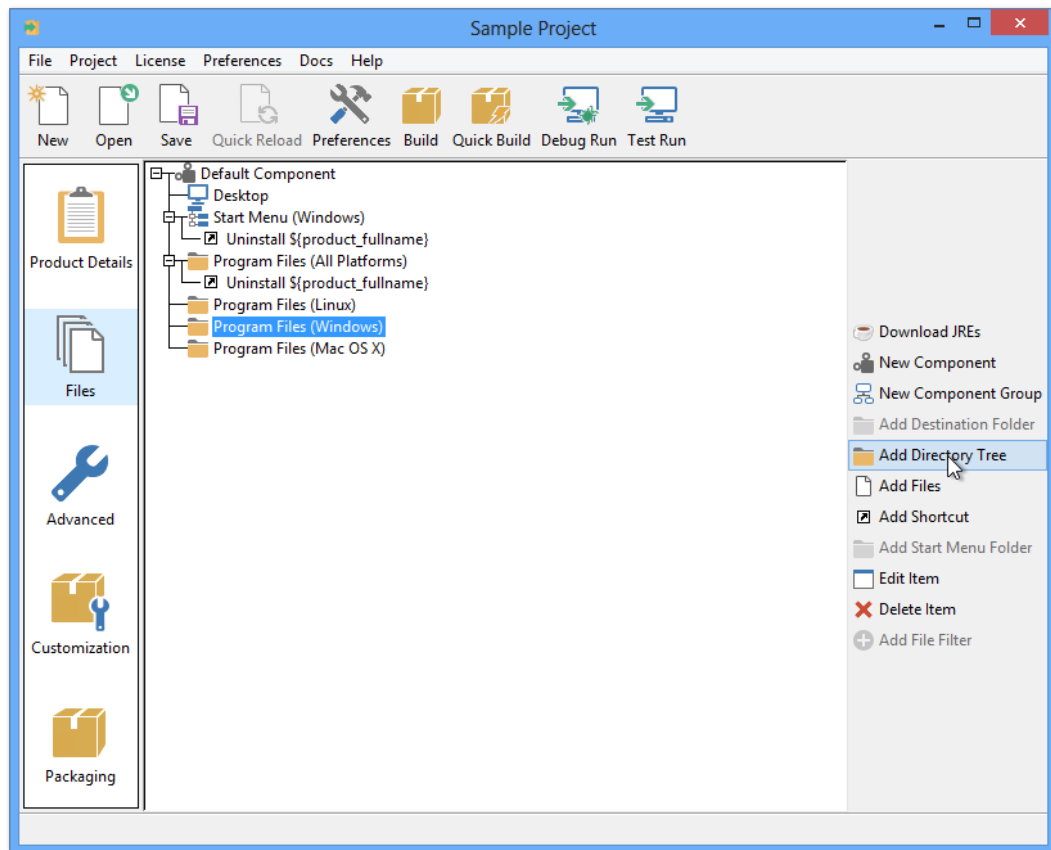 Sample Project
File Project License Preferences Docs Help
New Open Save Quick Reload Preferences Build Quick Build Debug Run Test Run
Product Details
Files
Advanced
Customization
Packaging
Default Component
Desktop
Start Menu (Windows)
Uninstall ${product_fullname}
Program Files (All Platforms)
Uninstall ${product_fullname}
Program Files (Linux)
Program Files (Windows)
Program Files (Mac OS X)
Download JREs
New Component
New Component Group
Add Destination Folder
Add Directory Tree
Add Files
Add Shortcut
Add Start Menu Folder
Edit Item
Delete Item
Add File Filter